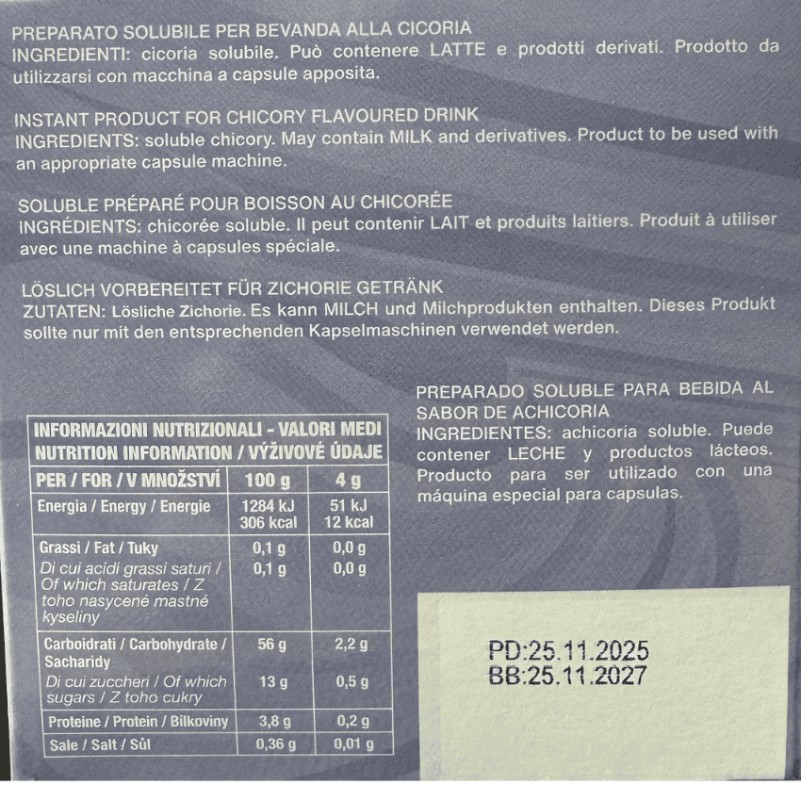 PREPARATO SOLUBILE PER BEVANDA ALLA CICORIA
INGREDIENTI: cicoria solubile. Può contenere LATTE e prodotti derivati. Prodotto da
utilizzarsi con macchina a capsule apposita.
INSTANT PRODUCT FOR CHICORY FLAVOURED DRINK
INGREDIENTS: soluble chicory. May contain MILK and derivatives. Product to be used with
an appropriate capsule machine.
SOLUBLE PRÉPARÉ POUR BOISSON AU CHICORÉE
INGRÉDIENTS: chicorée soluble. Il peut contenir LAIT et produits laitiers. Produit à utiliser
avec une machine à capsules spéciale.
LÖSLICH VORBEREITET FÜR ZICHORIE GETRÄNK
ZUTATEN: Lösliche Zichorie. Es kann MILCH und Milchprodukten enthalten. Dieses Produkt
sollte nur mit den entsprechenden Kapselmaschinen verwendet werden.
PREPARADO SOLUBLE PARA BEBIDA AL
SABOR DE ACHICORIA
INGREDIENTES: achicoria soluble. Puede
contener LECHE y productos lácteos.
Producto para ser utilizado con una
máquina especial para capsulas.
INFORMAZIONI NUTRIZIONALI - VALORI MEDI
NUTRITION INFORMATION / VÝŽIVOVÉ ÚDAJE
PER / FOR / V MNOŽSTVÍ 100 g 4 g
Energia / Energy / Energie 1284 kJ 51 kJ
306 kcal 12 kcal
Grassi / Fat / Tuky 0,1 g 0,0 g
Di cui acidi grassi saturi / 0,1 g 0,0 g
Of which saturates / Z
toho nasycené mastné
kyseliny
Carboidrati / Carbohydrate / 56 g 2,2 g
Sacharidy
Di cui zuccheri / Of which 13 g 0,5 g
sugars / Z toho cukry
Proteine / Protein / Bílkoviny 3,8 g 0,2 g
Sale / Salt / Sůl 0,36 g 0,01 g
PD:25.11.2025
BB:25.11.2027